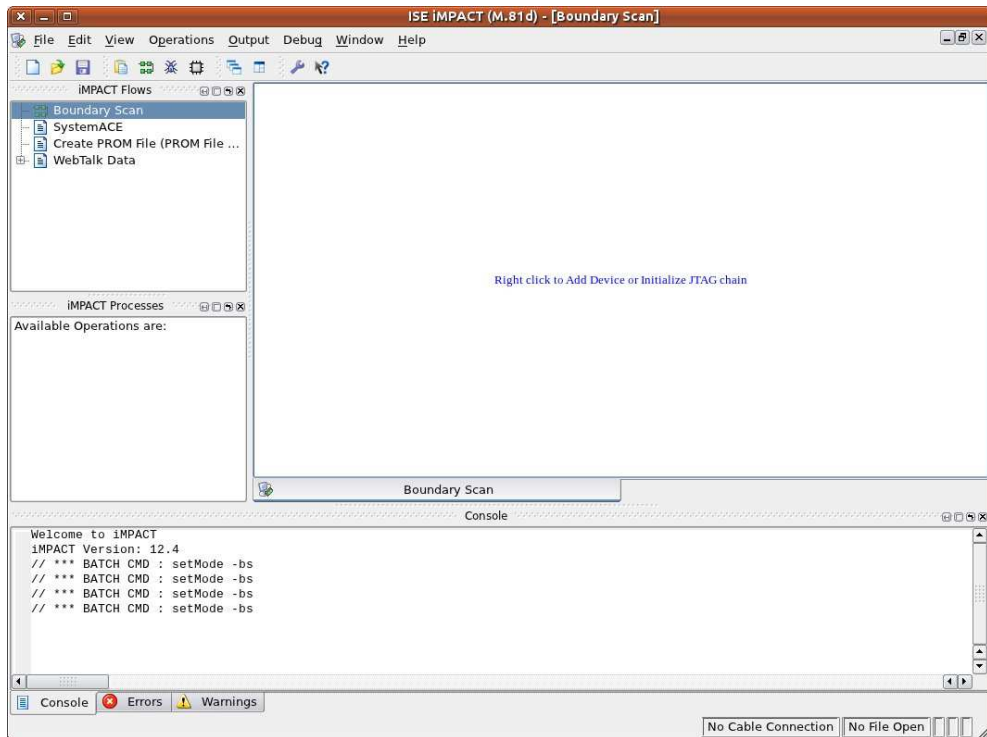 ISE iMPACT (M.81d) - [Boundary Scan]
File Edit View Operations Output Debug Window Help
iMPACT Flows
Boundary Scan
SystemACE
Create PROM File (PROM File ...
WebTalk Data
Right click to Add Device or Initialize JTAG chain
iMPACT Processes
Available Operations are:
Boundary Scan
Console
Welcome to iMPACT
iMPACT Version: 12.4
// *** BATCH CMD : setMode -bs
// *** BATCH CMD : setMode -bs
// *** BATCH CMD : setMode -bs
// *** BATCH CMD : setMode -bs
Console Errors Warnings
No Cable Connection No File Open